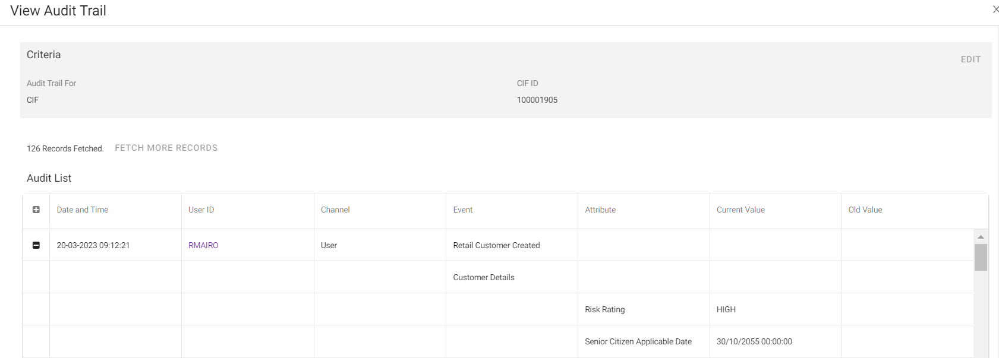 View Audit Trail
Criteria
EDIT
Audit Trail For CIF ID
CIF 100001905
126 Records Fetched. FETCH MORE RECORDS
Audit List
Date and Time User ID Channel Event Attribute Current Value Old Value
20-03-2023 09:12:21 RMAIRO User Retail Customer Created
Customer Details
Risk Rating HIGH
Senior Citizen Applicable Date 30/10/2055 00:00:00